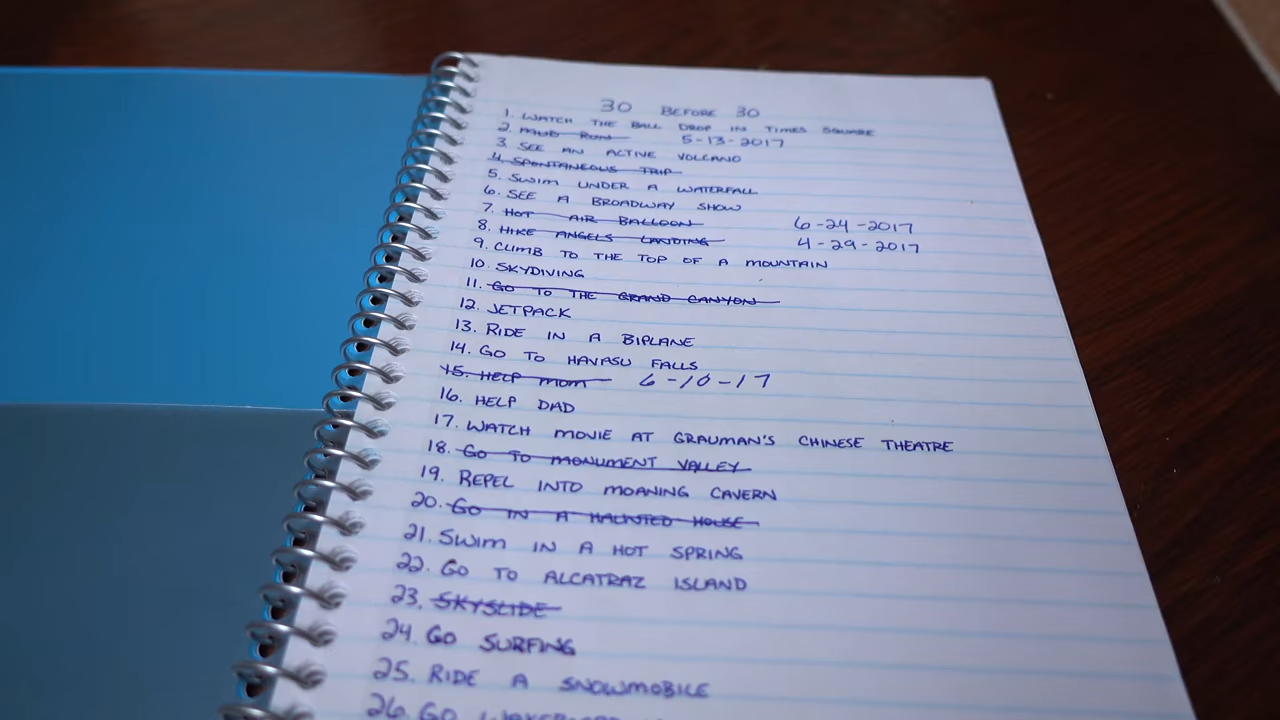 30 BEFORE 30
1. WATCH THE BALL DROP IN TIMES SQUARE
2. MUD RUN 5-13-2017
3. SEE AN ACTIVE VOLCANO
4. SPONTANEOUS TRIP
5. SWIM UNDER A WATERFALL
6. SEE A BROADWAY SHOW
7. HOT AIR BALLOON 6-24-2017
8. HIKE ANGELS LANDING 4-29-2017
9. CLIMB TO THE TOP OF A MOUNTAIN
10. SKYDIVING
11. GO TO THE GRAND CANYON
12. JETPACK
13. RIDE IN A BIPLANE
14. GO TO HAVASU FALLS
15. HELP MOM 6-10-17
16. HELP DAD
17. WATCH MOVIE AT GRAUMAN'S CHINESE THEATRE
18. GO TO MONUMENT VALLEY
19. REPEL INTO MOANING CAVERN
20. GO IN A HAUNTED HOUSE
21. SWIM IN A HOT SPRING
22. GO TO ALCATRAZ ISLAND
23. SKYSLIDE
24. GO SURFING
25. RIDE A SNOWMOBILE
26. GO